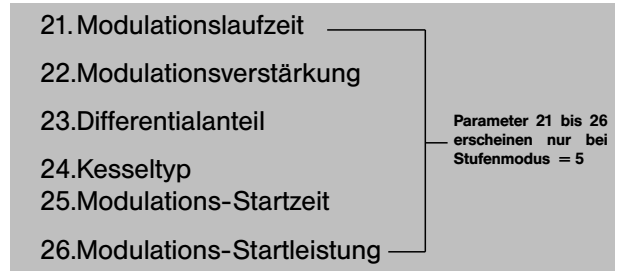 21. Modulationslaufzeit
22.Modulationsverstärkung
23.Differentialanteil
24.Kesseltyp
25.Modulations-Startzeit
26.Modulations-Startleistung
Parameter 21 bis 26
erscheinen nur bei
Stufenmodus = 5